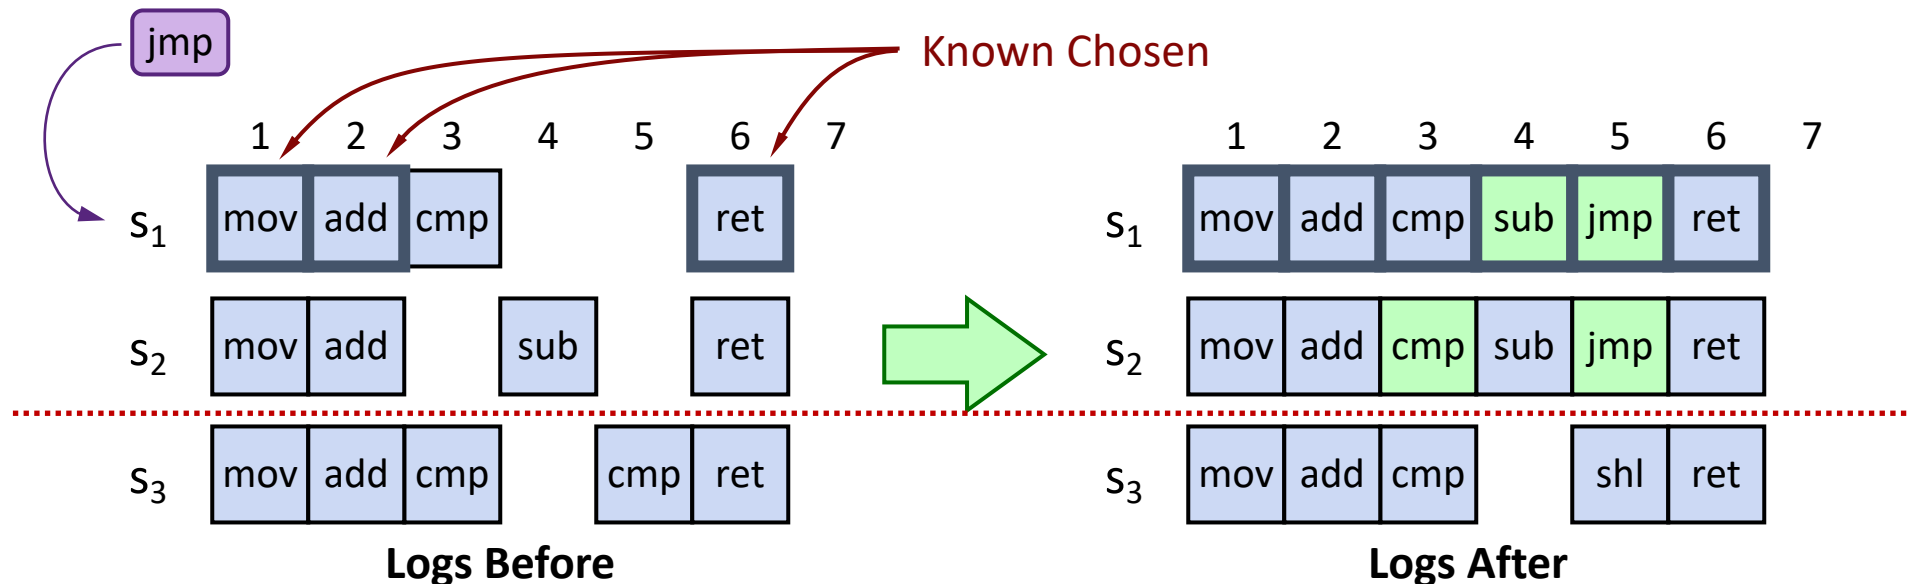 jmp
Known Chosen
1 2 3 4 5 6 7
1 2 3 4 5 6 7
s1 mov add cmp ret
s1 mov add cmp sub jmp ret
s2 mov add sub ret
s2 mov add cmp sub jmp ret
s3 mov add cmp cmp ret
s3 mov add cmp shl ret
Logs Before
Logs After